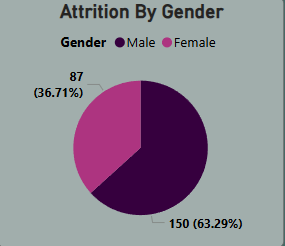 Attrition By Gender
Gender Male Female
87
(36.71%)
150 (63.29%)